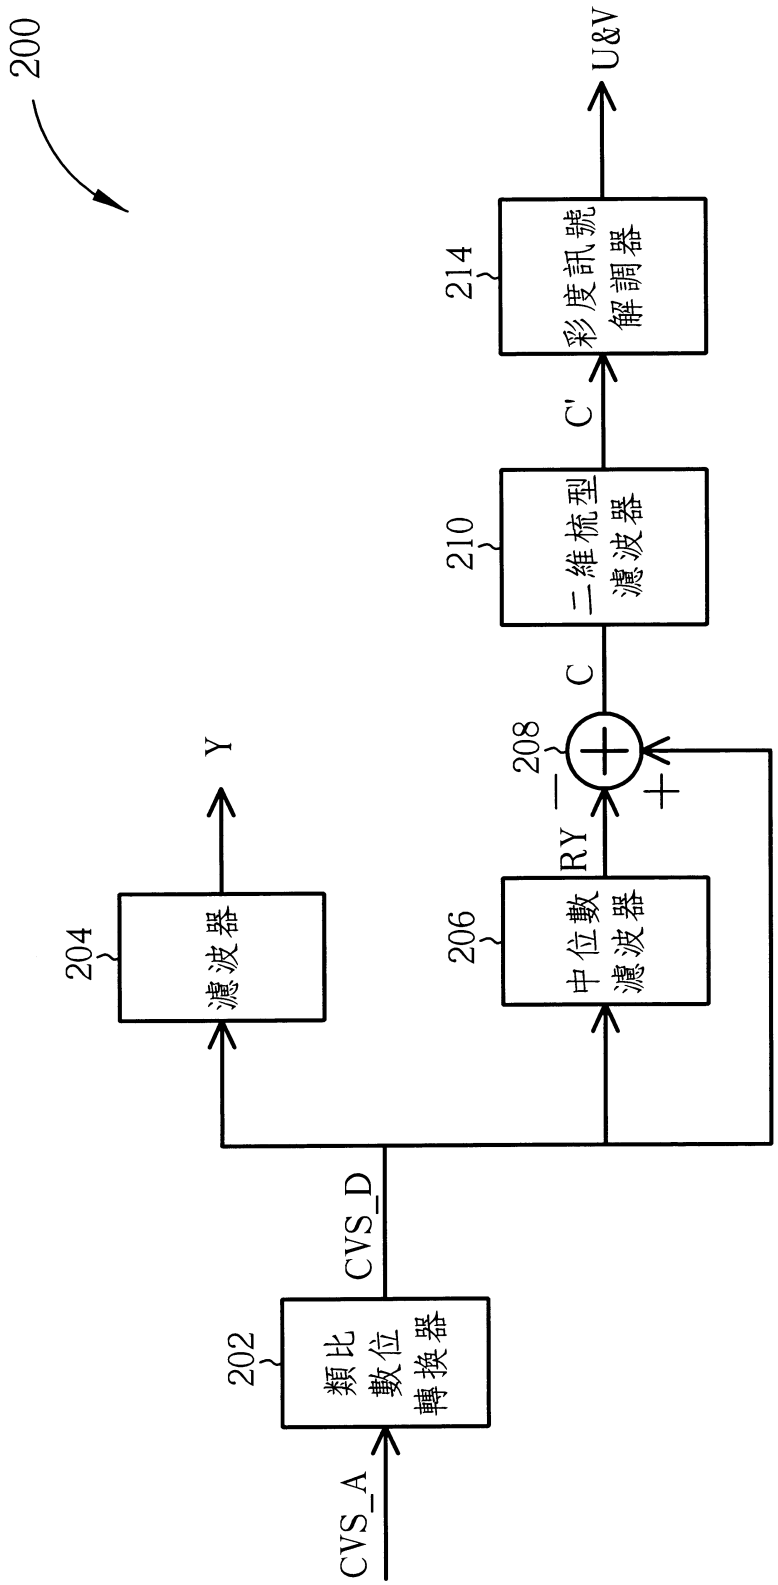 200
CVS_A
202
類比
數位
轉換器
CVS_D
204
濾波器
Y
206
中位數
濾波器
RY
208
−
+
C
210
二維梳型
濾波器
C'
214
彩度訊號
解調器
U&V